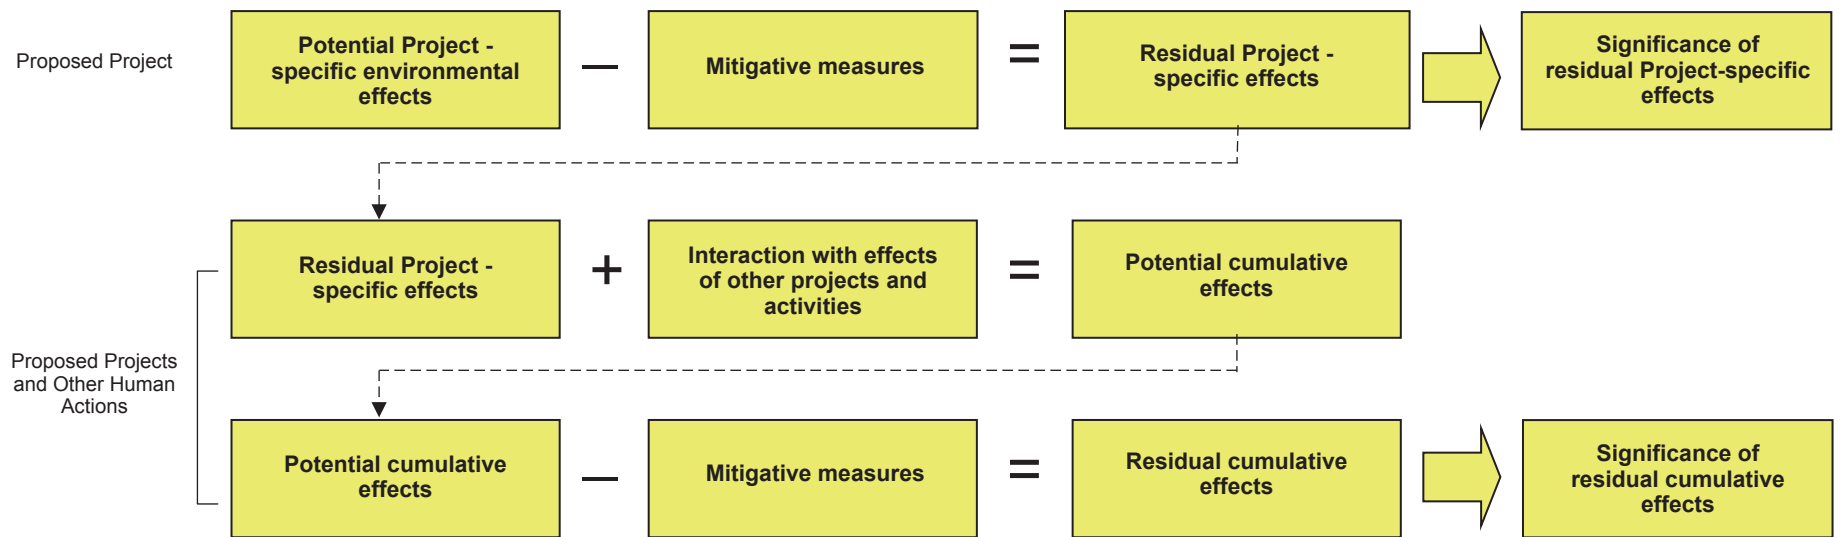 Proposed Project
Potential Project -
specific environmental
effects
—
Mitigative measures
=
Residual Project -
specific effects
Significance of
residual Project-specific
effects
Residual Project -
specific effects
+
Interaction with effects
of other projects and
activities
=
Potential cumulative
effects
Proposed Projects
and Other Human
Actions
Potential cumulative
effects
—
Mitigative measures
=
Residual cumulative
effects
Significance of
residual cumulative
effects